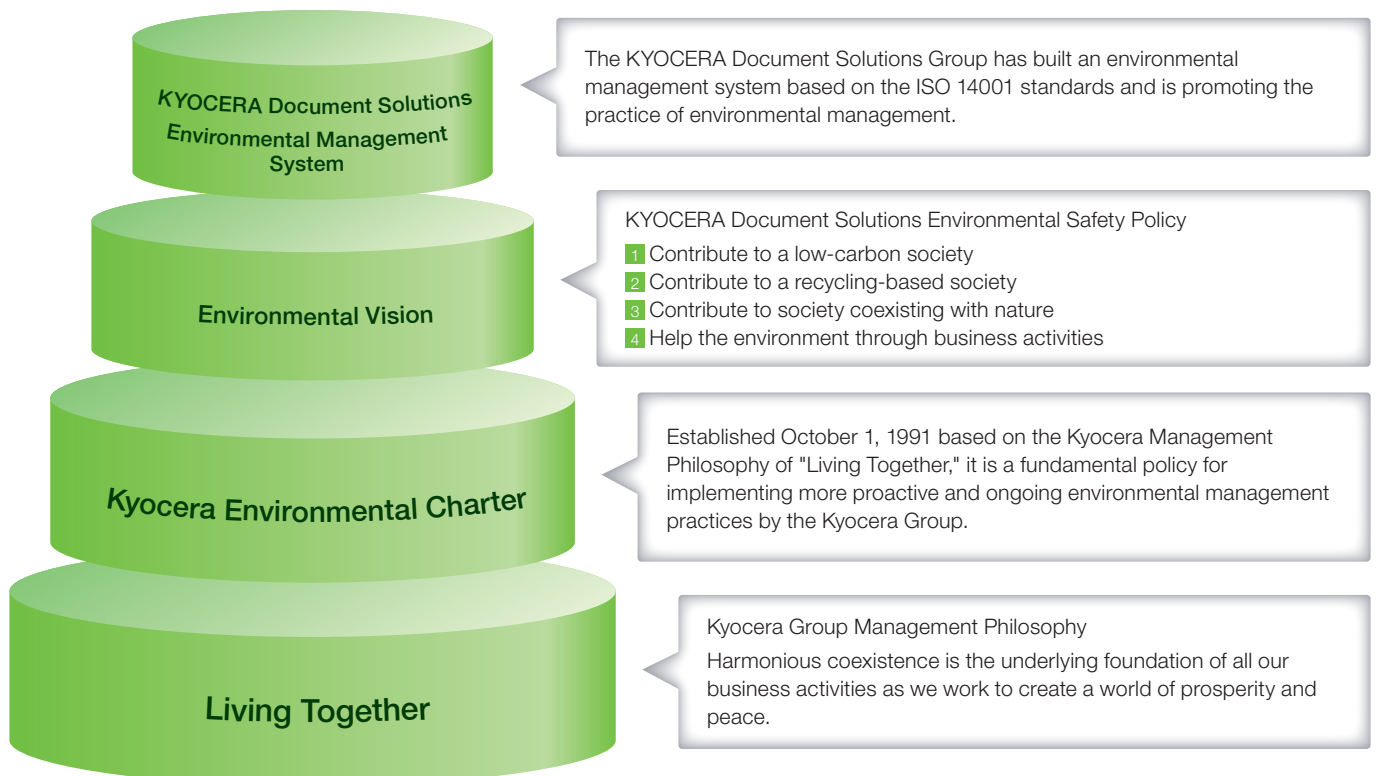 KYOCERA Document Solutions
Environmental Management
System
The KYOCERA Document Solutions Group has built an environmental
management system based on the ISO 14001 standards and is promoting the
practice of environmental management.
Environmental Vision
KYOCERA Document Solutions Environmental Safety Policy
1 Contribute to a low-carbon society
2 Contribute to a recycling-based society
3 Contribute to society coexisting with nature
4 Help the environment through business activities
Kyocera Environmental Charter
Established October 1, 1991 based on the Kyocera Management
Philosophy of "Living Together," it is a fundamental policy for
implementing more proactive and ongoing environmental management
practices by the Kyocera Group.
Living Together
Kyocera Group Management Philosophy
Harmonious coexistence is the underlying foundation of all our
business activities as we work to create a world of prosperity and
peace.